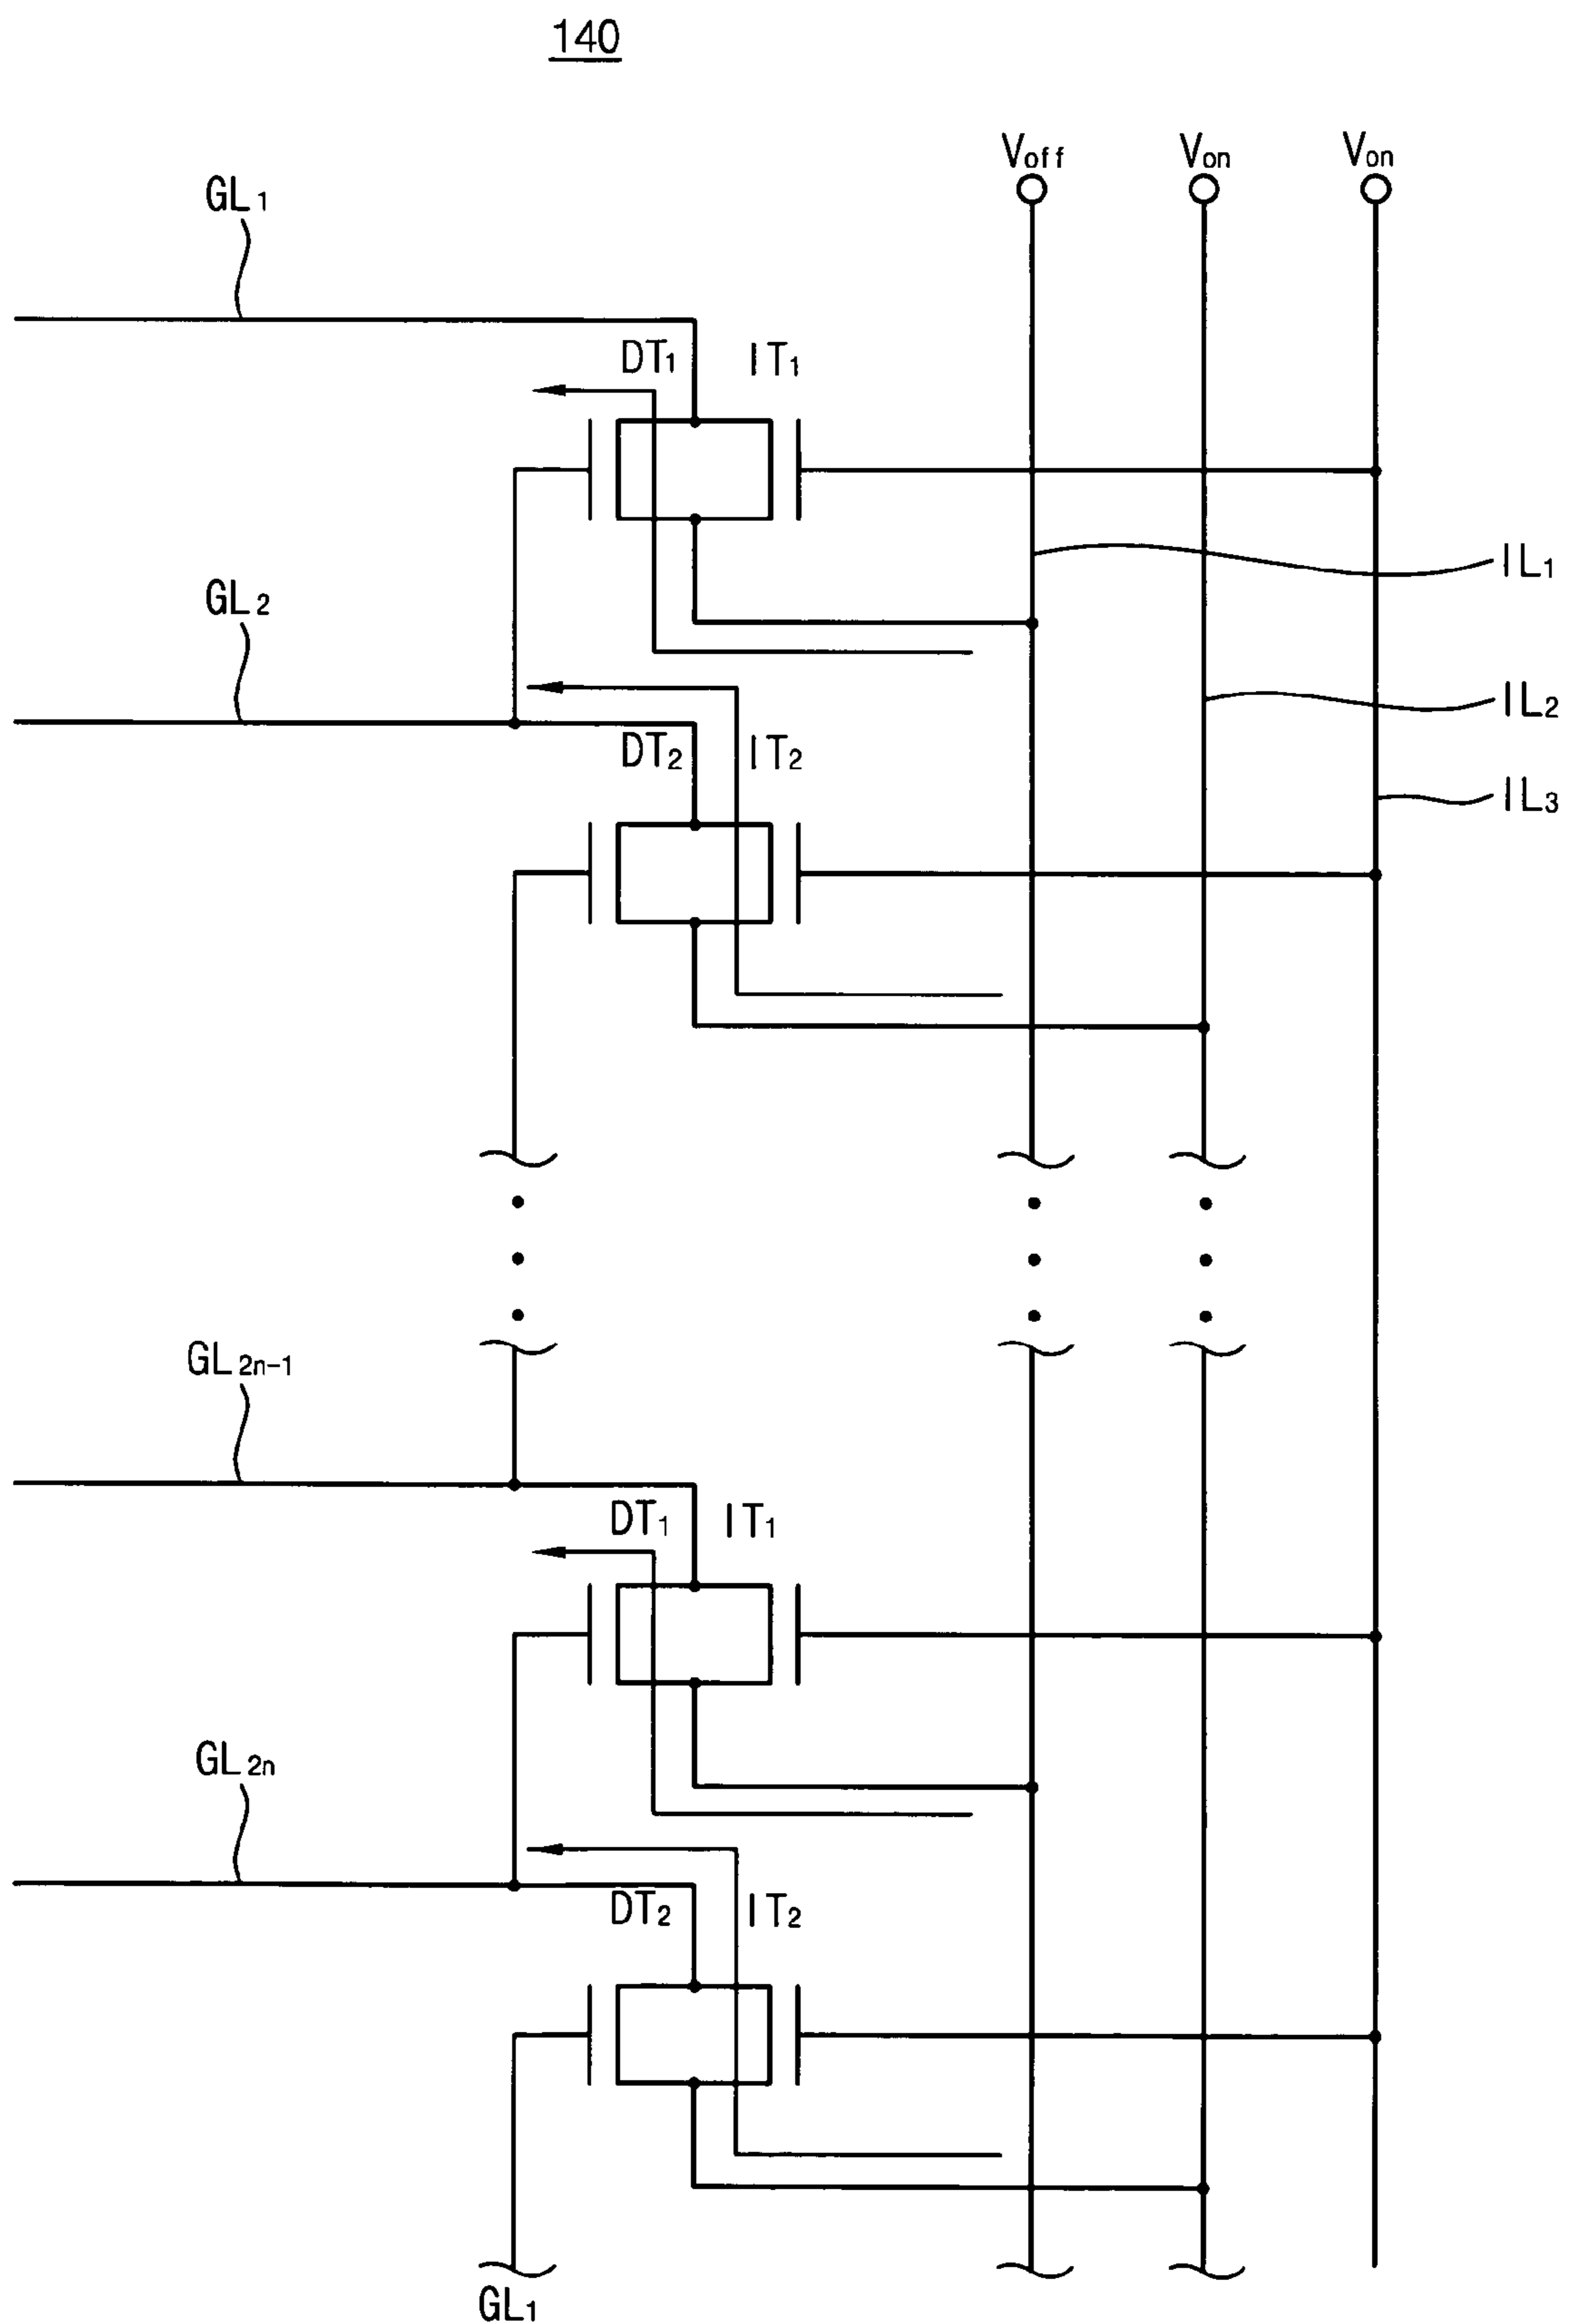 140
Voff Von Von
GL1
DT1 IT1
IL1
GL2
IL2
DT2 IT2
IL3
GL2n-1
DT1 IT1
GL2n
DT2 IT2
GL1